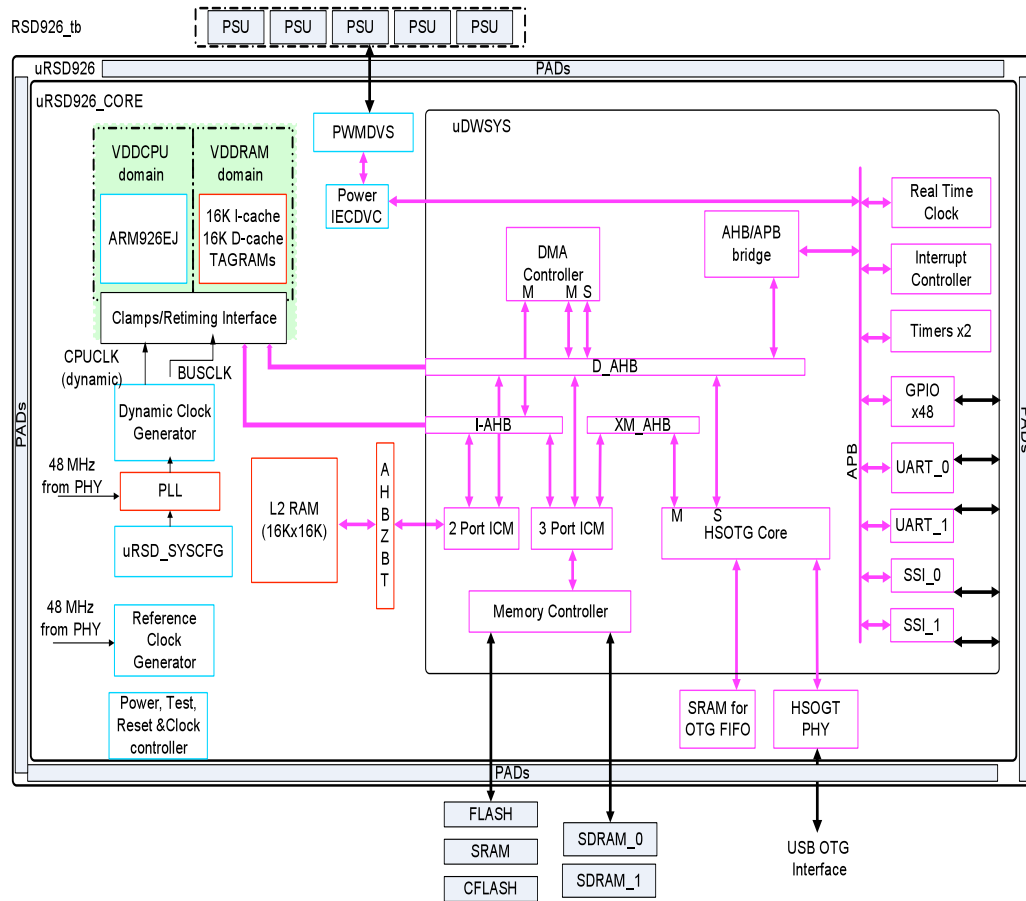 RSD926_tb
PSU
PSU
PSU
PSU
PSU
uRSD926
PADs
uRSD926_CORE
VDDCPU
domain
VDDRAM
domain
ARM926EJ
16K I-cache
16K D-cache
TAGRAMs
Clamps/Retiming Interface
CPUCLK
(dynamic)
BUSCLK
Dynamic Clock
Generator
48 MHz
from PHY
PLL
uRSD_SYSCFG
48 MHz
from PHY
Reference
Clock
Generator
Power, Test,
Reset &Clock
controller
PADs
PWMDVS
Power
IECDVC
L2 RAM
(16Kx16K)
A
H
B
Z
B
T
uDWSYS
DMA
Controller
M
M
S
AHB/APB
bridge
D_AHB
I-AHB
XM_AHB
2 Port ICM
3 Port ICM
M
S
HSOTG Core
Memory Controller
APB
Real Time
Clock
Interrupt
Controller
Timers x2
GPIO
x48
UART_0
UART_1
SSI_0
SSI_1
PADs
SRAM for
OTG FIFO
HSOGT
PHY
PADs
FLASH
SRAM
CFLASH
SDRAM_0
SDRAM_1
USB OTG
Interface